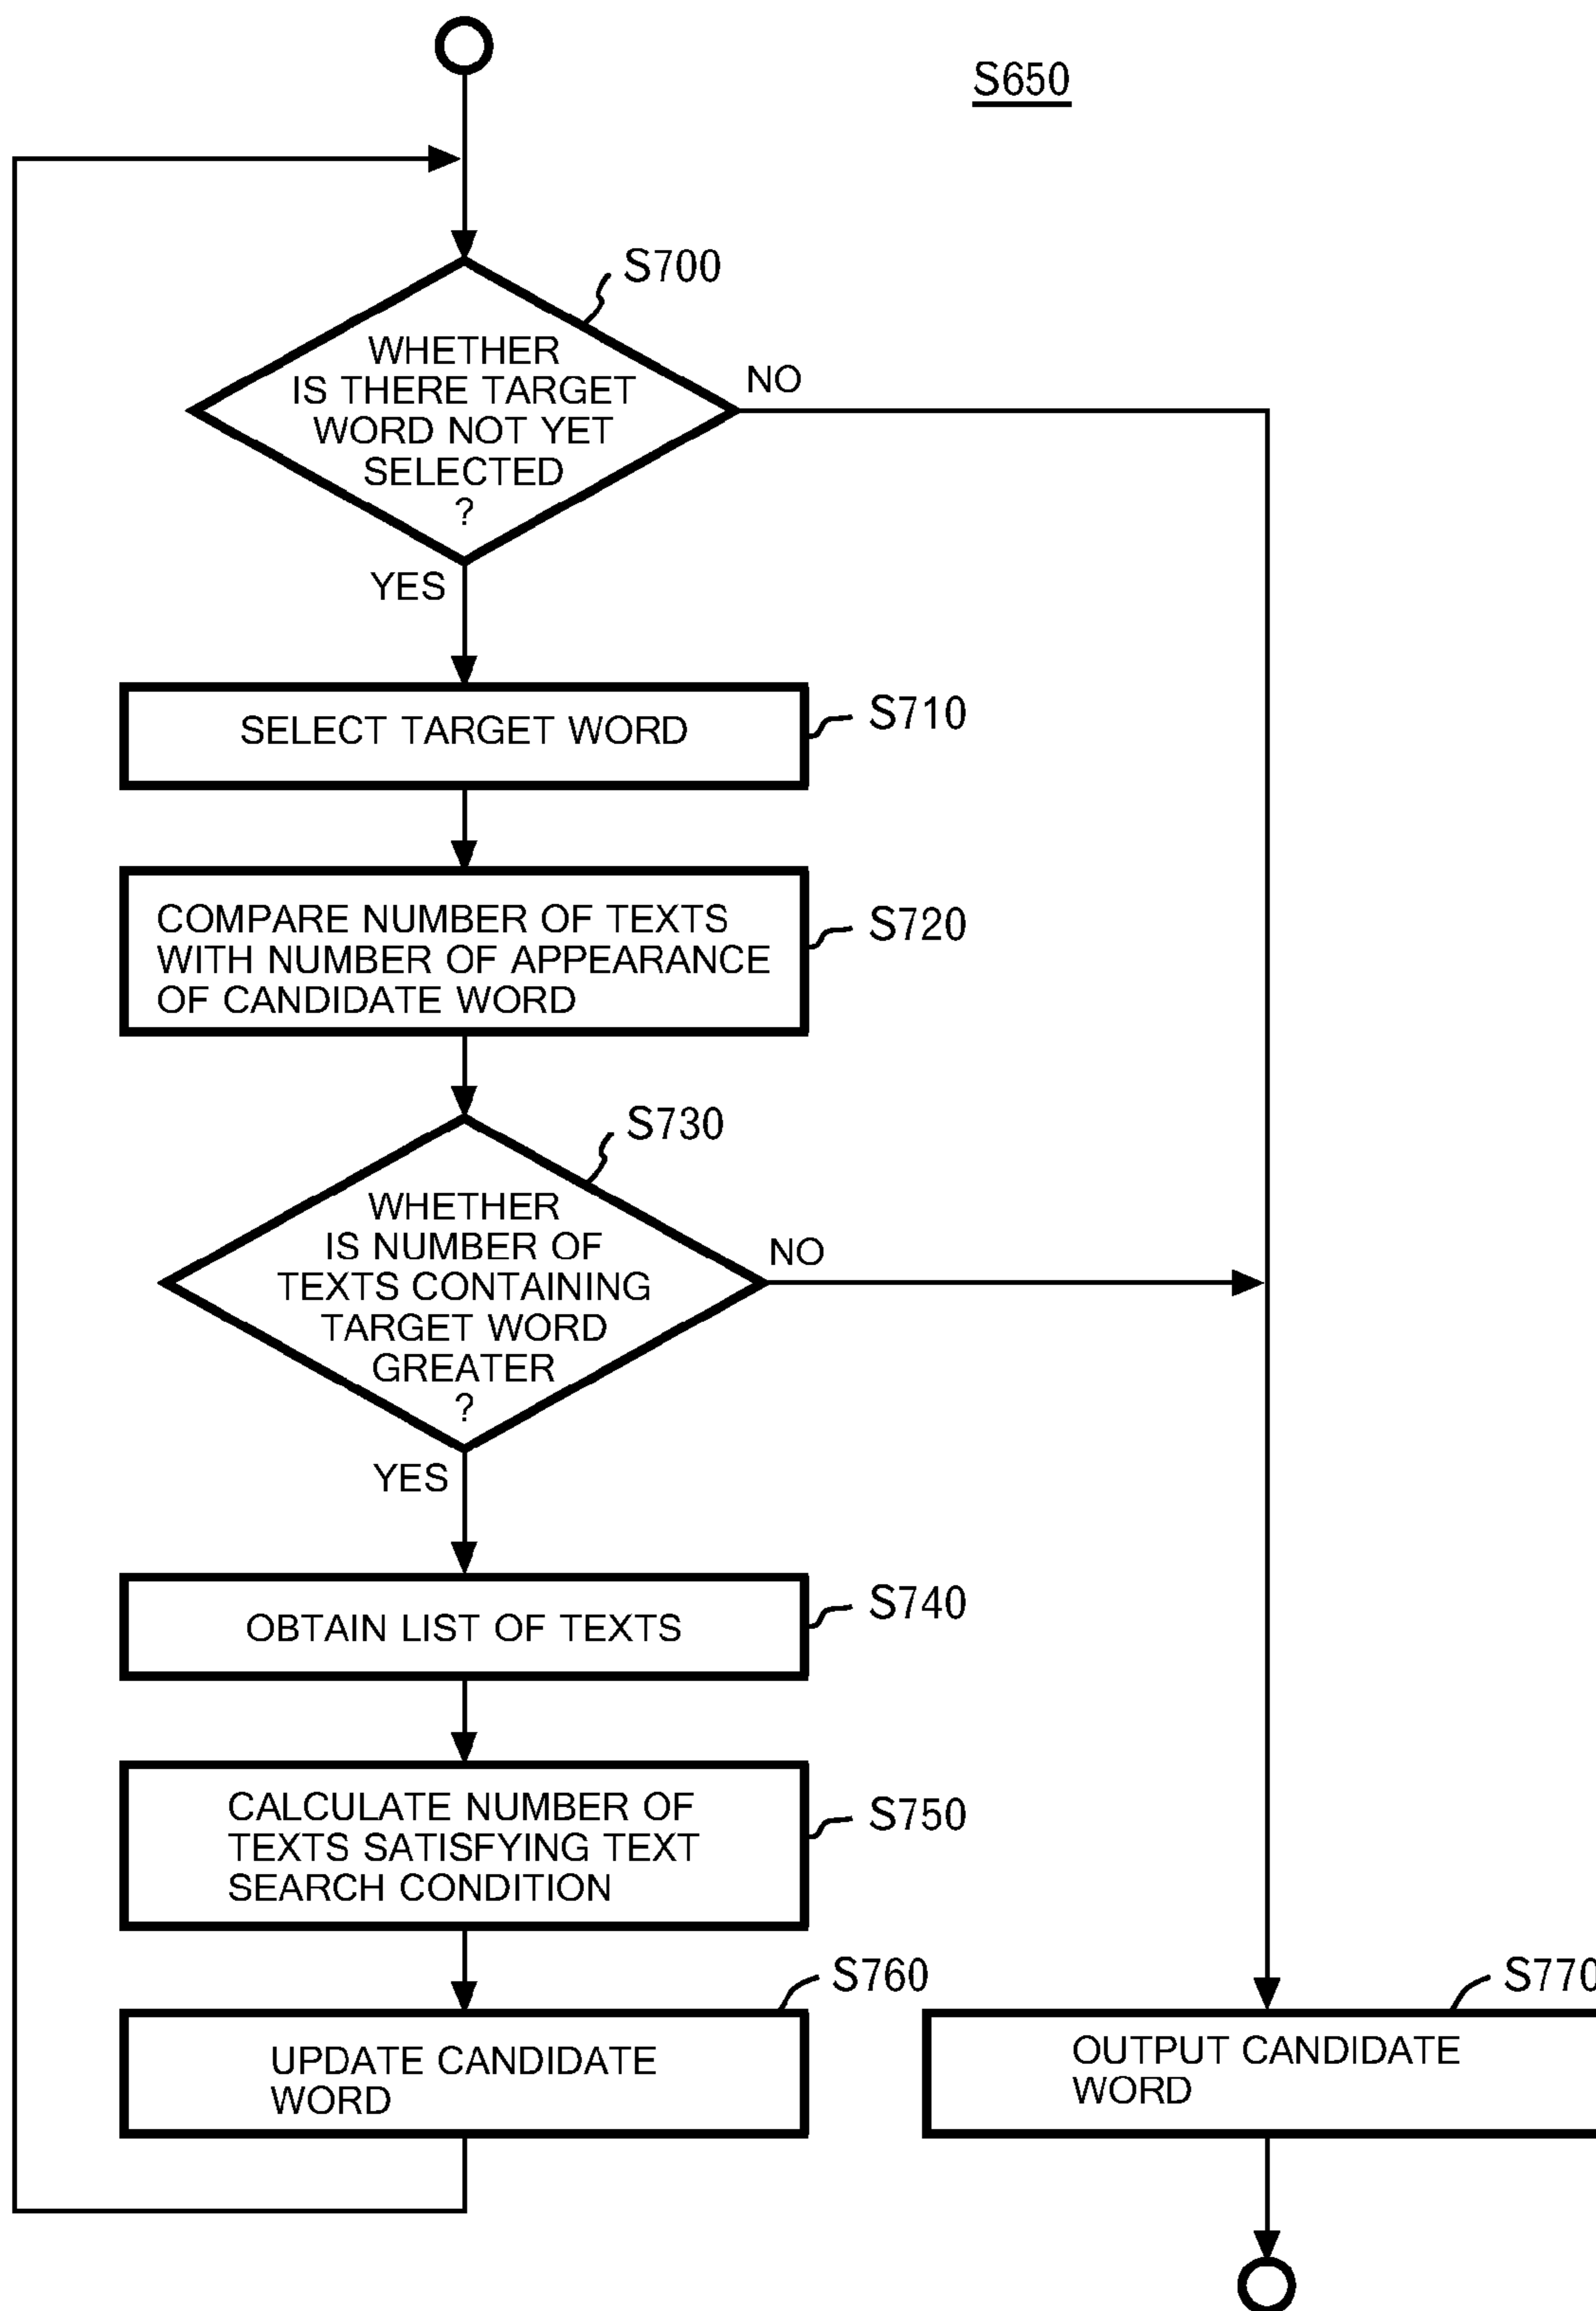 S650
S700
WHETHER
IS THERE TARGET
WORD NOT YET
SELECTED
?
NO
YES
SELECT TARGET WORD
S710
COMPARE NUMBER OF TEXTS
WITH NUMBER OF APPEARANCE
OF CANDIDATE WORD
S720
S730
WHETHER
IS NUMBER OF
TEXTS CONTAINING
TARGET WORD
GREATER
?
NO
YES
OBTAIN LIST OF TEXTS
S740
CALCULATE NUMBER OF
TEXTS SATISFYING TEXT
SEARCH CONDITION
S750
S760
UPDATE CANDIDATE
WORD
S770
OUTPUT CANDIDATE
WORD